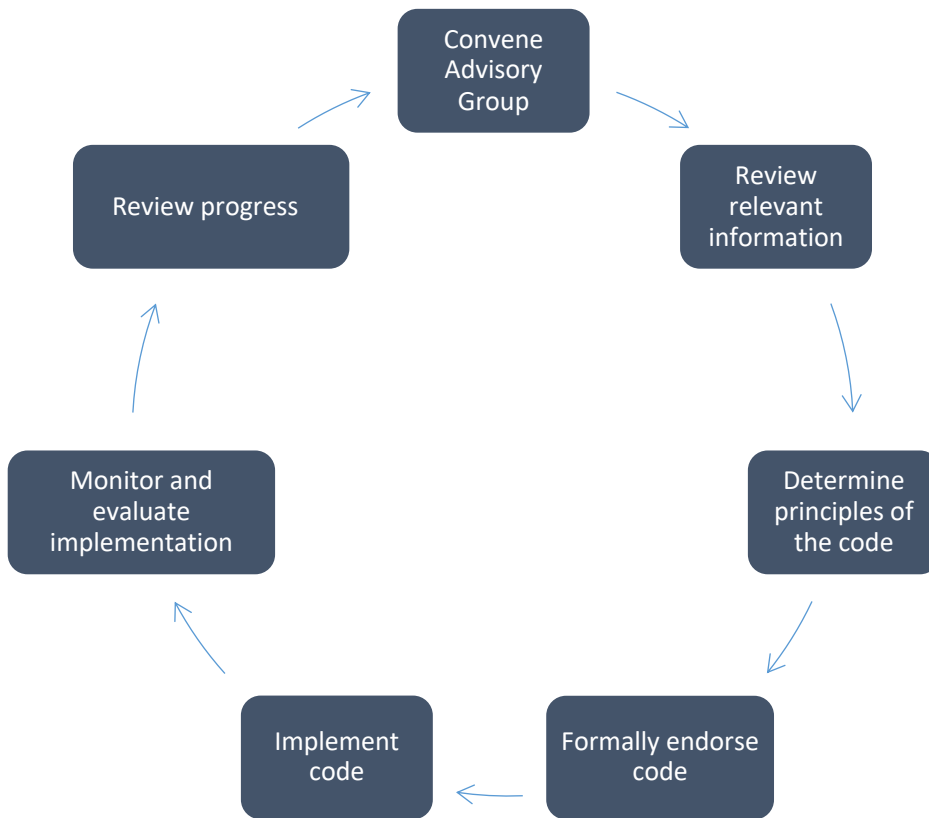 Convene
Advisory
Group
Review
relevant
information
Determine
principles of
the code
Formally endorse
code
Implement
code
Monitor and
evaluate
implementation
Review progress